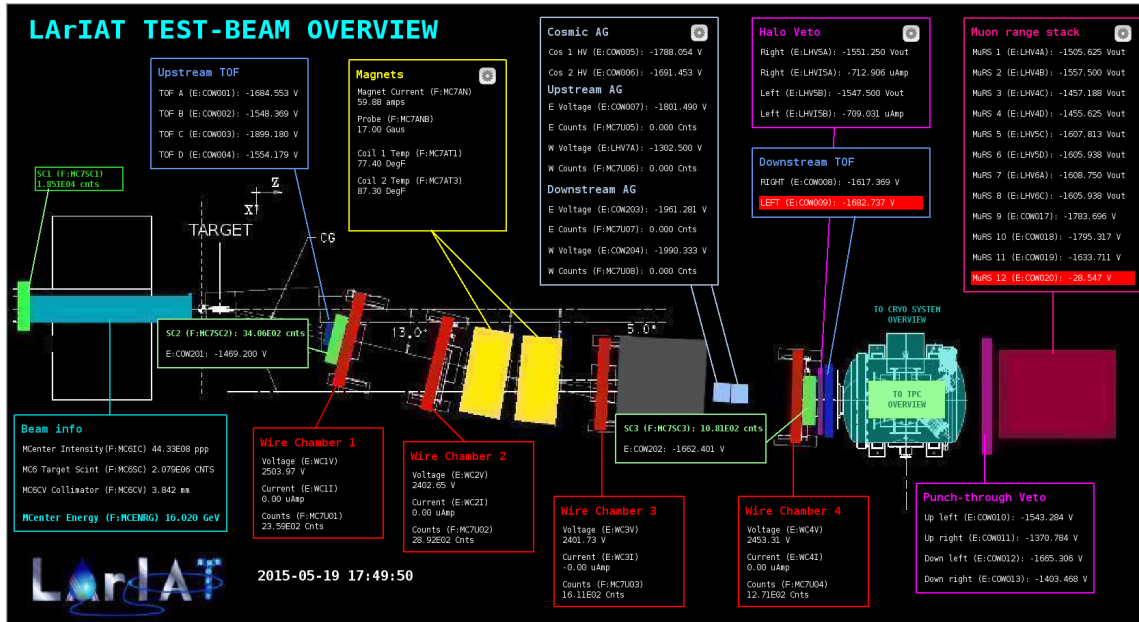 LArIAT TEST-BEAM OVERVIEW
Upstream TOF
TOF A (E:COW001): -1684.553 V
TOF B (E:COW002): -1548.369 V
TOF C (E:COW003): -1899.180 V
TOF D (E:COW004): -1554.179 V
Magnets
Magnet Current (F:MC7AN)
59.88 amps
Probe (F:MC7ANB)
17.00 Gaus
Coil 1 Temp (F:MC7AT1)
77.40 DegF
Coil 2 Temp (F:MC7AT3)
87.30 DegF
Cosmic AG
Cos 1 HV (E:COW005): -1788.054 V
Cos 2 HV (E:COW006): -1691.453 V
Upstream AG
E Voltage (E:COW007): -1801.490 V
E Counts (F:MC7U05): 0.000 Cnts
W Voltage (E:LHV7A): -1302.500 V
W Counts (F:MC7U06): 0.000 Cnts
Downstream AG
E Voltage (E:COW203): -1961.281 V
E Counts (F:MC7U07): 0.000 Cnts
W Voltage (E:COW204): -1990.333 V
W Counts (F:MC7U08): 0.000 Cnts
Halo Veto
Right (E:LHV5A): -1551.250 Vout
Right (E:LHVI5A): -712.906 uAmp
Left (E:LHV5B): -1547.500 Vout
Left (E:LHVI5B): -709.031 uAmp
Downstream TOF
RIGHT (E:COW008): -1617.369 V
LEFT (E:COW009): -1682.737 V
Muon range stack
MuRS 1 (E:LHV4A): -1505.625 Vout
MuRS 2 (E:LHV4B): -1557.500 Vout
MuRS 3 (E:LHV4C): -1457.188 Vout
MuRS 4 (E:LHV4D): -1455.625 Vout
MuRS 5 (E:LHV5C): -1607.813 Vout
MuRS 6 (E:LHV5D): -1605.938 Vout
MuRS 7 (E:LHV6A): -1608.750 Vout
MuRS 8 (E:LHV6C): -1605.938 Vout
MuRS 9 (E:COW017): -1783.696 V
MuRS 10 (E:COW018): -1795.317 V
MuRS 11 (E:COW019): -1633.711 V
MuRS 12 (E:COW020): -28.547 V
SC1 (F:MC7SC1)
1.851E04 cnts
Z
X
TARGET
CG
13.0°
5.0°
SC2 (F:MC7SC2): 34.06E02 cnts
E:COW201: -1469.200 V
TO CRYO SYSTEM
OVERVIEW
TO TPC
OVERVIEW
SC3 (F:MC7SC3): 10.81E02 cnts
E:COW202: -1662.401 V
Beam info
MCenter Intensity(F:MC6IC) 44.33E08 ppp
MC6 Target Scint (F:MC6SC) 2.079E06 CNTS
MC6CV Collimator (F:MC6CV) 3.842 mm
MCenter Energy (F:MCENRG) 16.020 GeV
Wire Chamber 1
Voltage (E:WC1V)
2503.97 V
Current (E:WC1I)
0.00 uAmp
Counts (F:MC7U01)
23.59E02 Cnts
Wire Chamber 2
Voltage (E:WC2V)
2402.65 V
Current (E:WC2I)
0.00 uAmp
Counts (F:MC7U02)
28.92E02 Cnts
Wire Chamber 3
Voltage (E:WC3V)
2401.73 V
Current (E:WC3I)
-0.00 uAmp
Counts (F:MC7U03)
16.11E02 Cnts
Wire Chamber 4
Voltage (E:WC4V)
2453.31 V
Current (E:WC4I)
0.00 uAmp
Counts (F:MC7U04)
12.71E02 Cnts
Punch-through Veto
Up left (E:COW010): -1543.284 V
Up right (E:COW011): -1370.784 V
Down left (E:COW012): -1665.306 V
Down right (E:COW013): -1403.468 V
LArIAT
2015-05-19 17:49:50